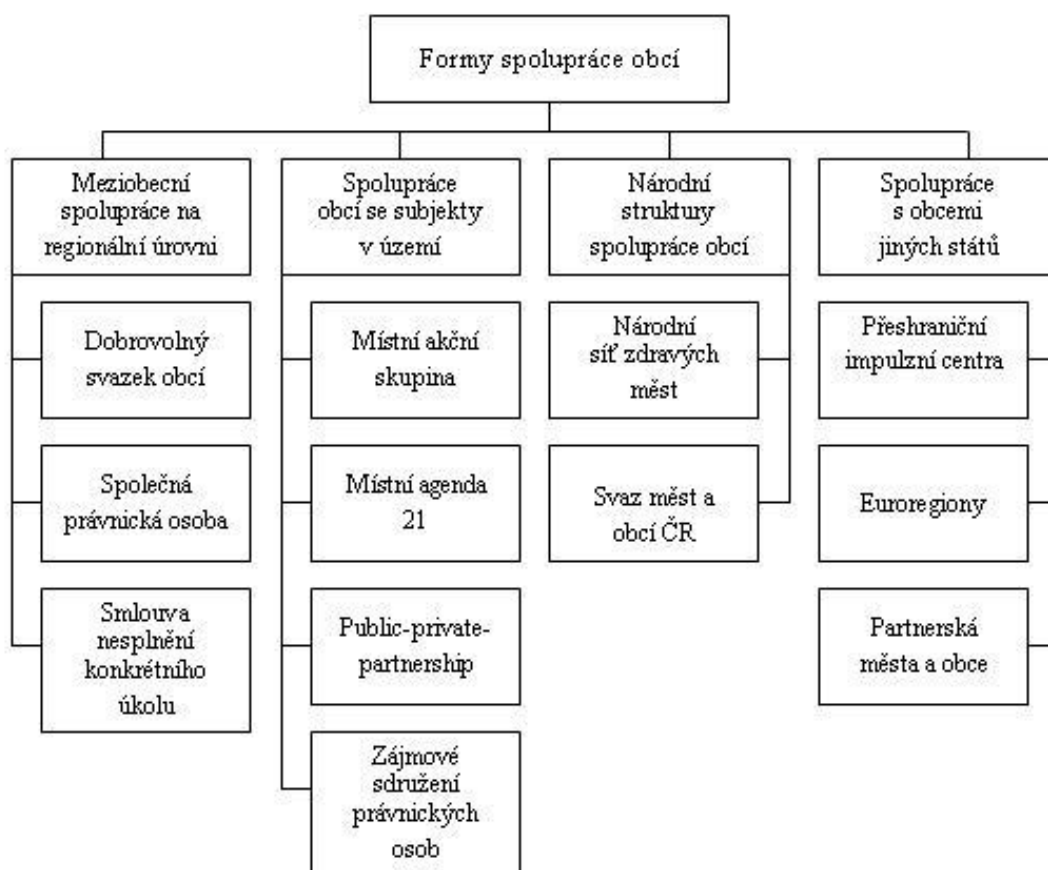 Formy spolupráce obcí
Meziobecní
spolupráce na
regionální úrovni
Spolupráce
obcí se subjekty
v území
Národní
struktury
spolupráce obcí
Spolupráce
s obcemi
jiných států
Dobrovolný
svazek obcí
Místní akční
skupina
Národní
síť zdravých
měst
Přeshraniční
impulzní centra
Společná
právnická osoba
Místní agenda
21
Svaz měst a
obcí ČR
Euroregiony
Smlouva
nesplnění
konkrétního
úkolu
Public-private-
partnership
Partnerská
města a obce
Zájmové
sdružení
právnických
osob